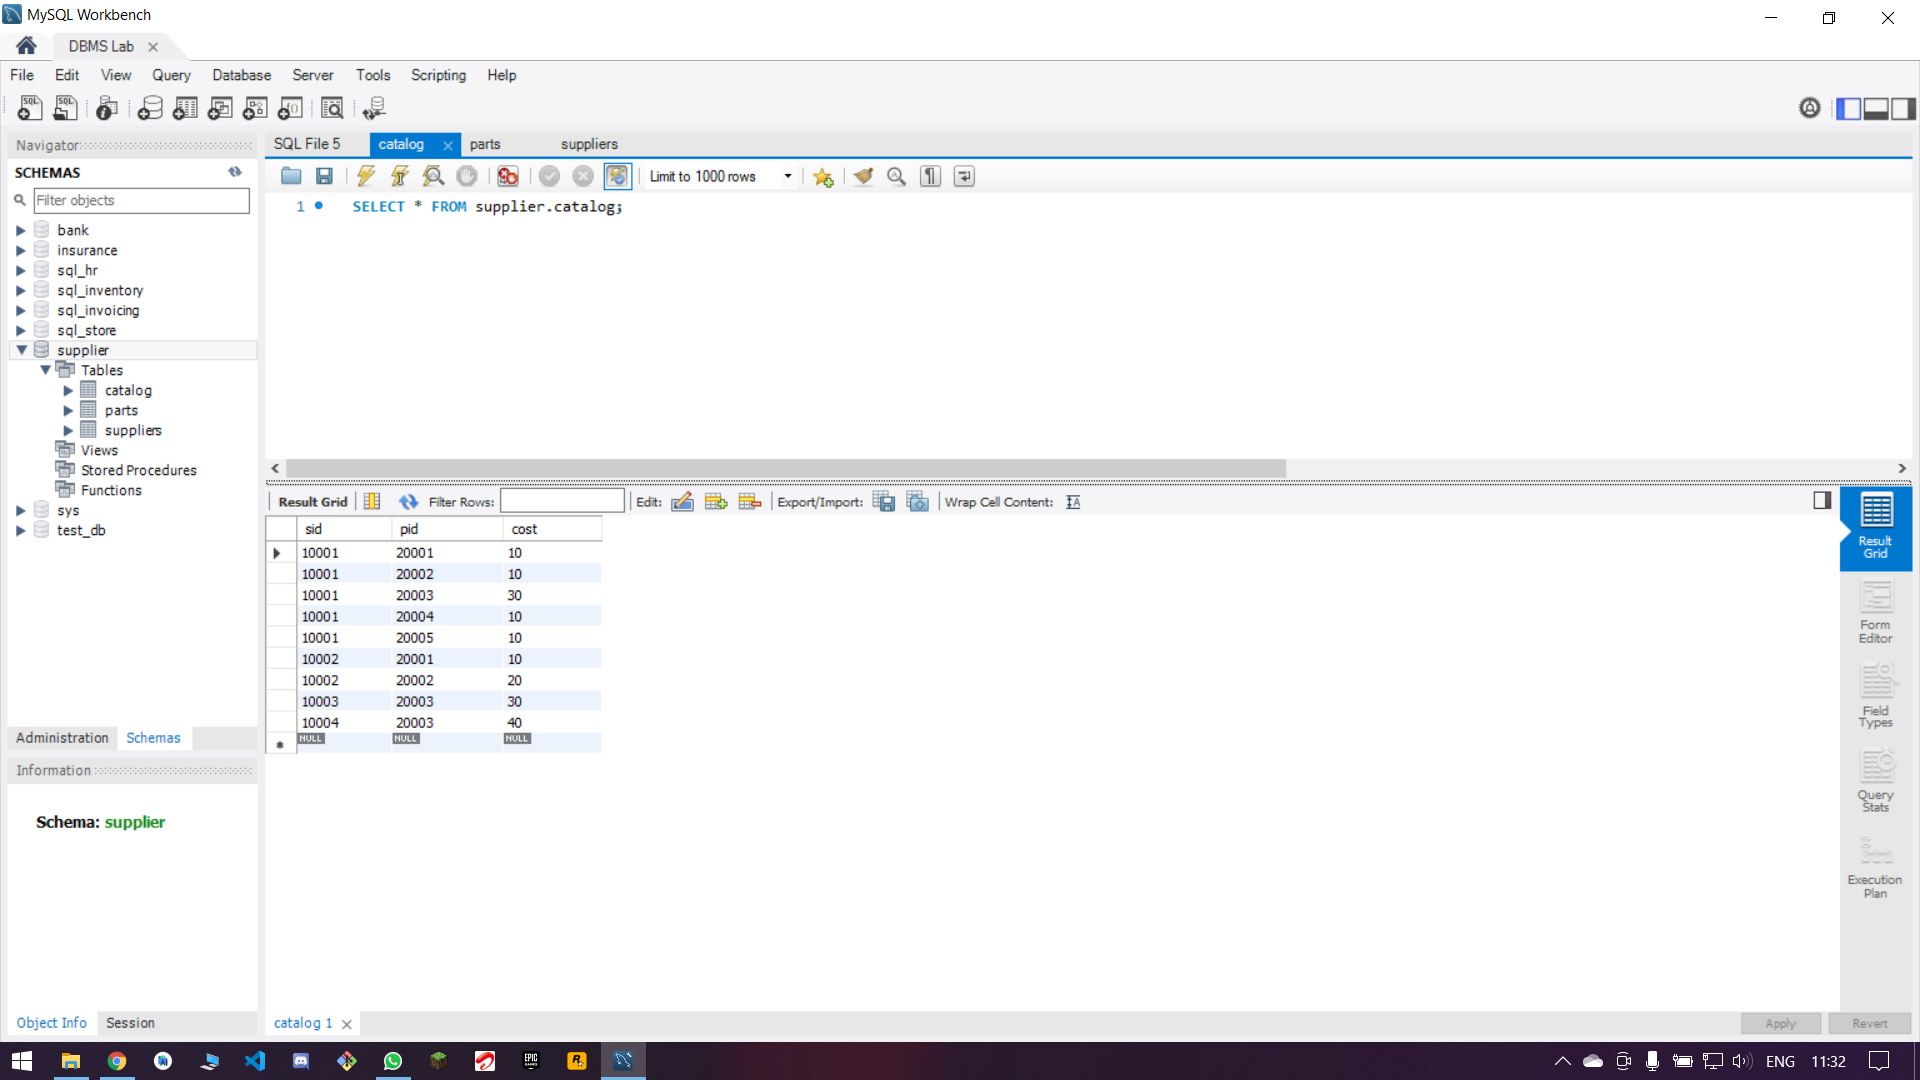 MySQL Workbench
DBMS Lab
File Edit View Query Database Server Tools Scripting Help
Navigator
SCHEMAS
Filter objects
bank
insurance
sql_hr
sql_inventory
sql_invoicing
sql_store
supplier
Tables
catalog
parts
suppliers
Views
Stored Procedures
Functions
sys
test_db
Administration Schemas
Information
Schema: supplier
Object Info Session
SQL File 5 catalog parts suppliers
Limit to 1000 rows
1 SELECT * FROM supplier.catalog;
Result Grid Filter Rows: Edit: Export/Import: Wrap Cell Content:
sid pid cost
10001 20001 10
10001 20002 10
10001 20003 30
10001 20004 10
10001 20005 10
10002 20001 10
10002 20002 20
10003 20003 30
10004 20003 40
NULL NULL NULL
Result
Grid
Form
Editor
Field
Types
Query
Stats
Execution
Plan
catalog 1
Apply Revert
ENG 11:32